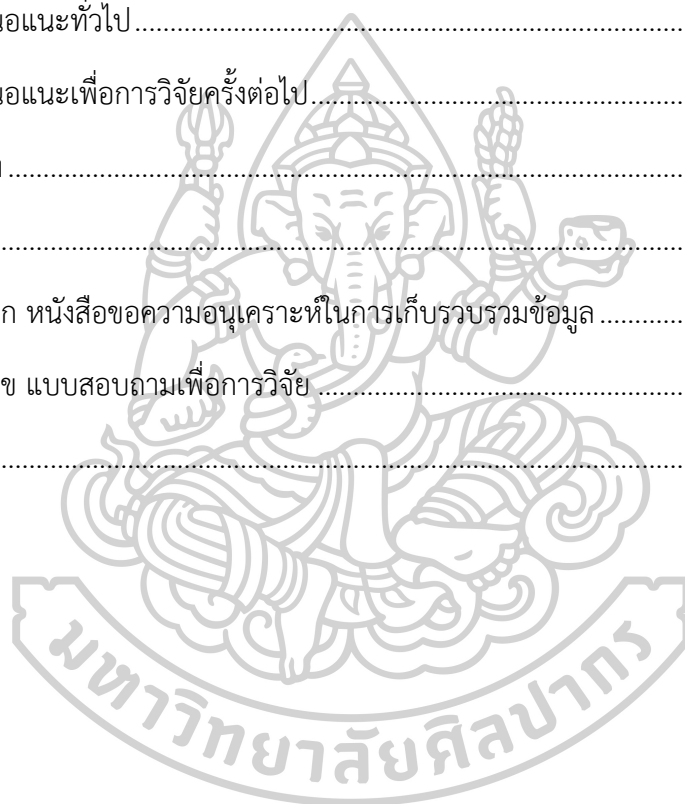 นอแนะทั่วไป........................................................................................
นอแนะเพื่อการวิจัยครั้งต่อไป............................................................
........................................................................................................
........................................................................................................
ก หนังสือขอความอนุเคราะห์ในการเก็บรวบรวมข้อมูล............
ข แบบสอบถามเพื่อการวิจัย..........................................................
........................................................................................................
มหาวิทยาลัยศิลปากร